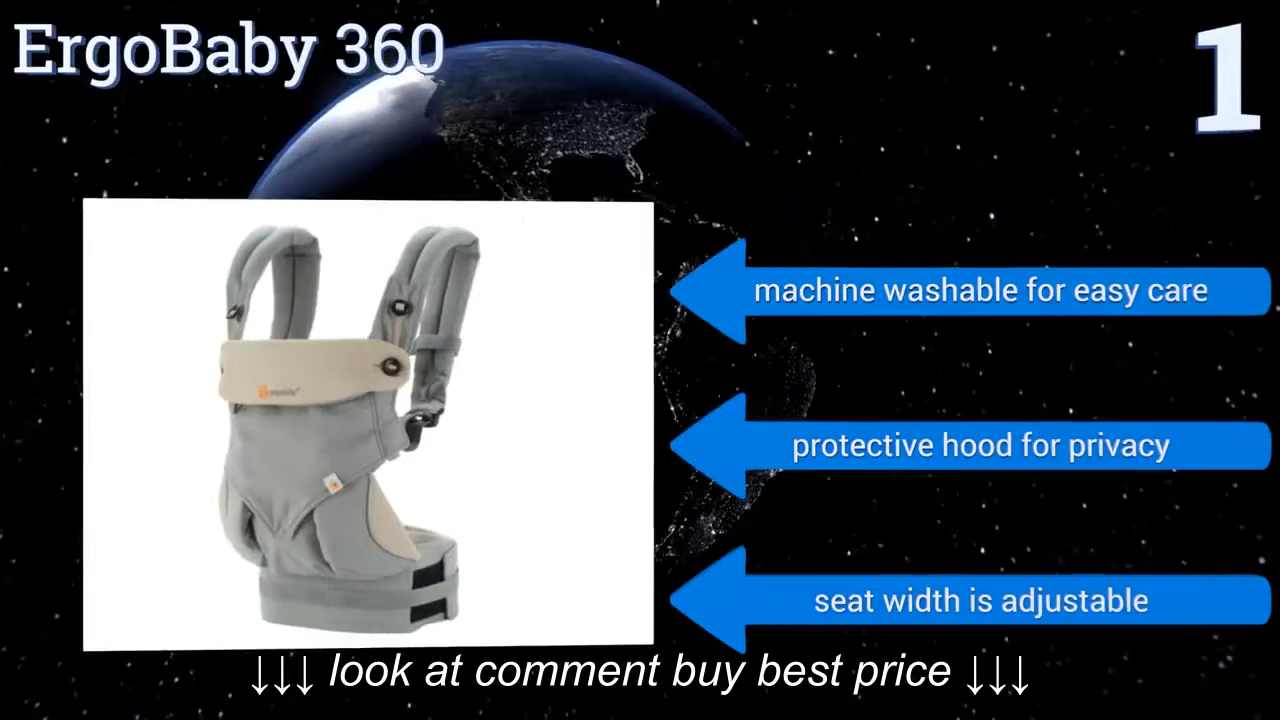 ErgoBaby 360
1
machine washable for easy care
ergobaby
protective hood for privacy
seat width is adjustable
↓↓↓ look at comment buy best price ↓↓↓